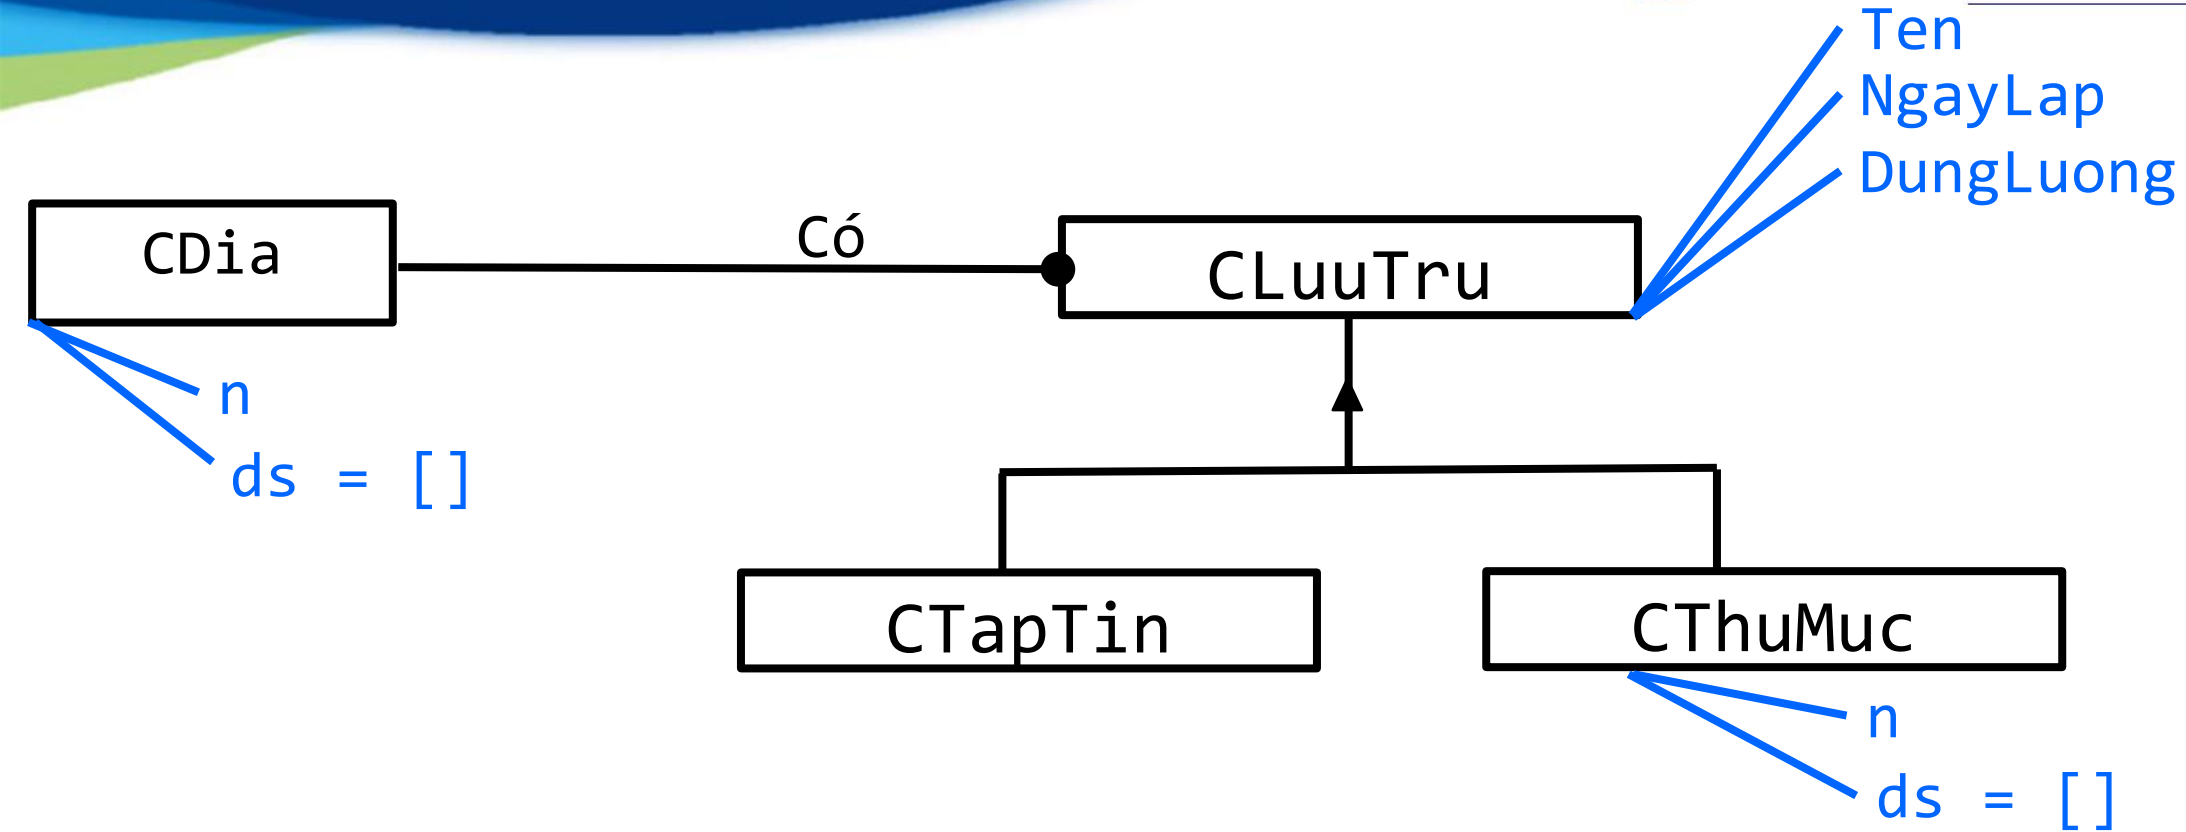 Ten
NgayLap
DungLuong
CDia
Có
CLuuTru
n
ds = []
CTapTin
CThuMuc
n
ds = []